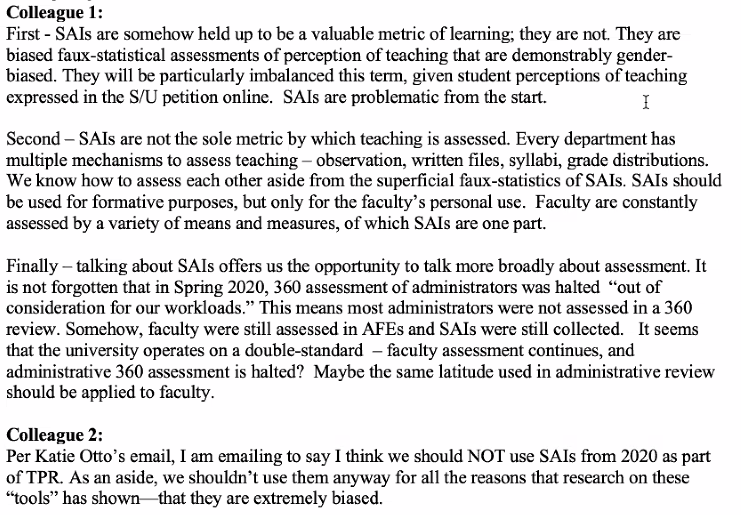 Colleague 1:
First - SAIs are somehow held up to be a valuable metric of learning; they are not. They are
biased faux-statistical assessments of perception of teaching that are demonstrably gender-
biased. They will be particularly imbalanced this term, given student perceptions of teaching
expressed in the S/U petition online.  SAIs are problematic from the start.
Second – SAIs are not the sole metric by which teaching is assessed. Every department has
multiple mechanisms to assess teaching – observation, written files, syllabi, grade distributions.
We know how to assess each other aside from the superficial faux-statistics of SAIs. SAIs should
be used for formative purposes, but only for the faculty’s personal use.  Faculty are constantly
assessed by a variety of means and measures, of which SAIs are one part.
Finally – talking about SAIs offers us the opportunity to talk more broadly about assessment. It
is not forgotten that in Spring 2020, 360 assessment of administrators was halted  “out of
consideration for our workloads.” This means most administrators were not assessed in a 360
review. Somehow, faculty were still assessed in AFEs and SAIs were still collected.   It seems
that the university operates on a double-standard  – faculty assessment continues, and
administrative 360 assessment is halted?  Maybe the same latitude used in administrative review
should be applied to faculty.
Colleague 2:
Per Katie Otto’s email, I am emailing to say I think we should NOT use SAIs from 2020 as part
of TPR. As an aside, we shouldn’t use them anyway for all the reasons that research on these
“tools” has shown—that they are extremely biased.